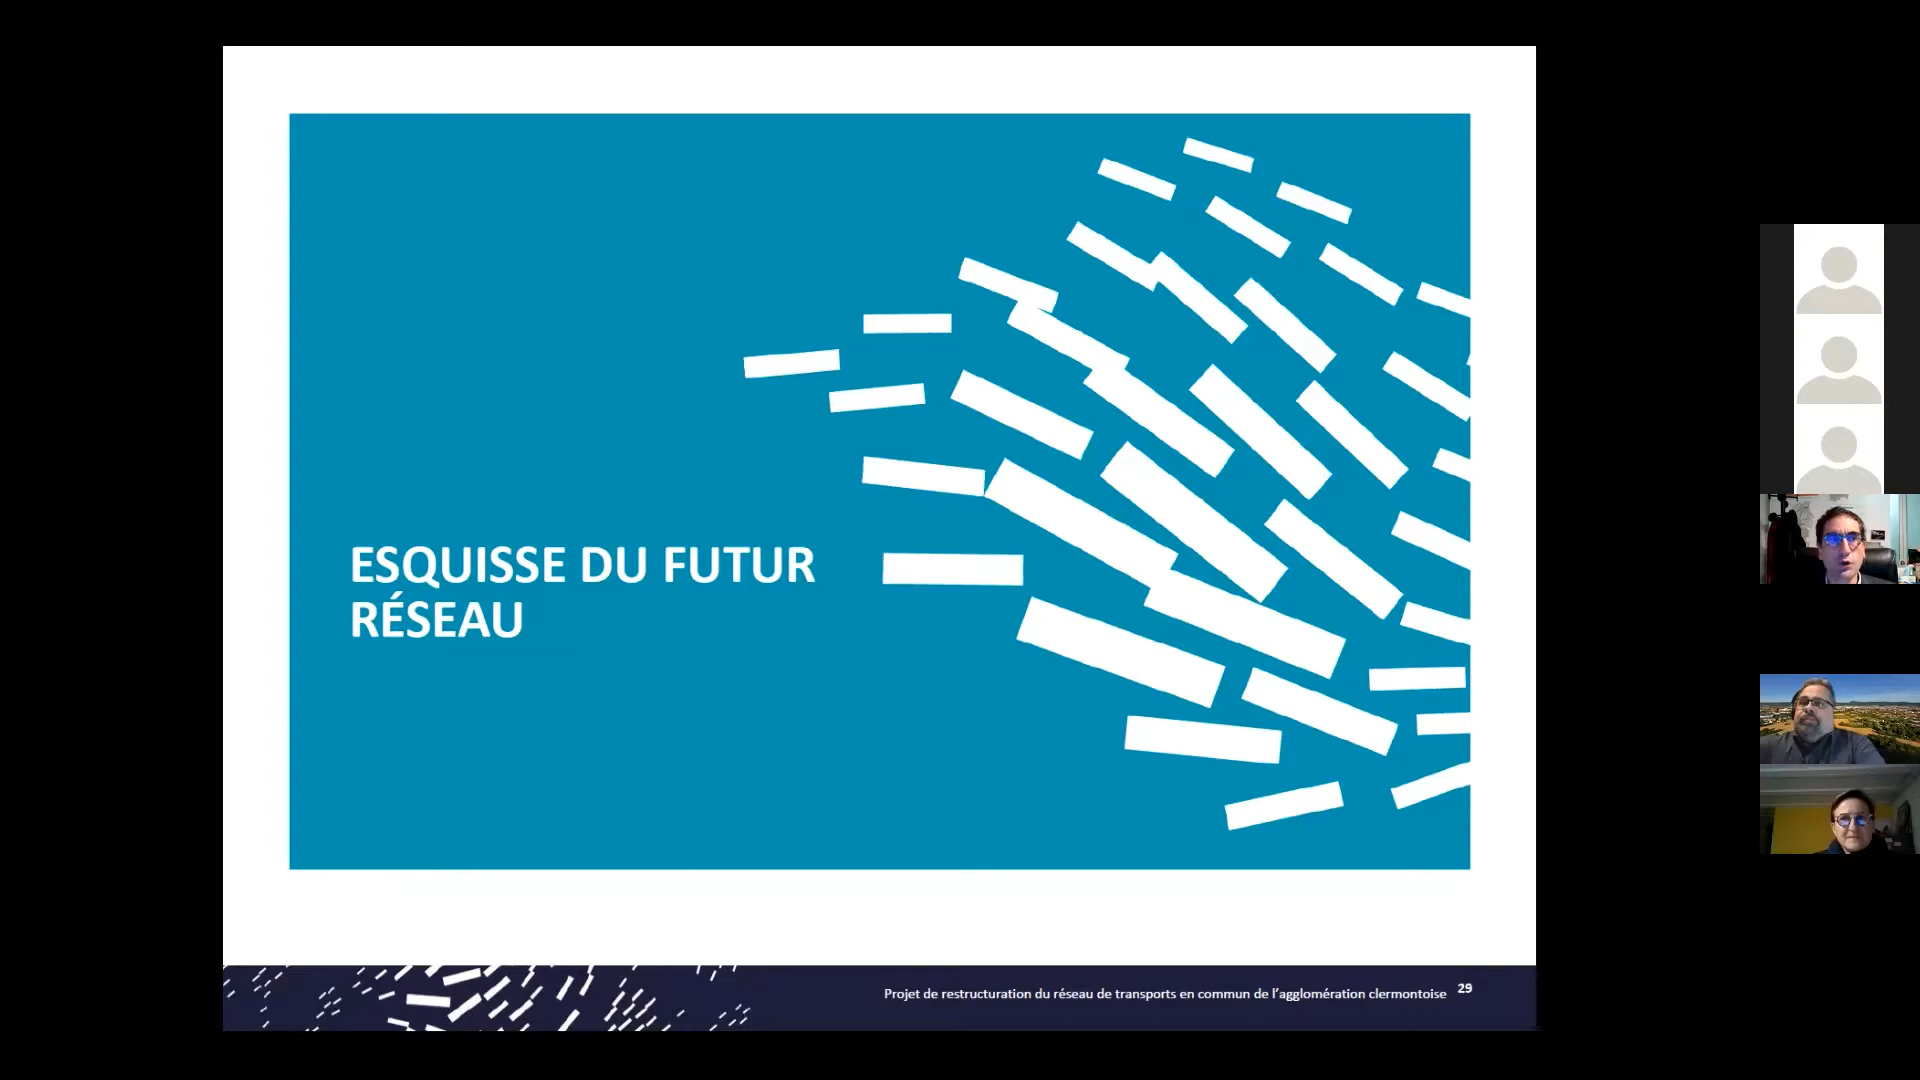 ESQUISSE DU FUTUR
RÉSEAU
Projet de restructuration du réseau de transports en commun de l’agglomération clermontoise 29